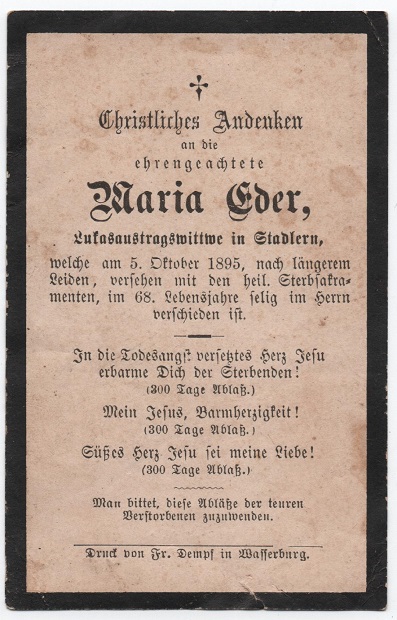 Christliches Andenken
an die
ehrengeachtete
Maria Eder,
Lukasaustragswittwe in Stadlern,
welche am 5. Oktober 1895, nach längerem
Leiden, versehen mit den heil. Sterbsakra-
menten, im 68. Lebensjahre selig im Herrn
verschieden ist.
In die Todesangst versetztes Herz Jesu
erbarme Dich der Sterbenden!
(300 Tage Ablaß.)
Mein Jesus, Barmherzigkeit!
(300 Tage Ablaß.)
Süßes Herz Jesu sei meine Liebe!
(300 Tage Ablaß.)
Man bittet, diese Abläße der teuren
Verstorbenen zuzuwenden.
Druck von Fr. Dempf in Wasserburg.